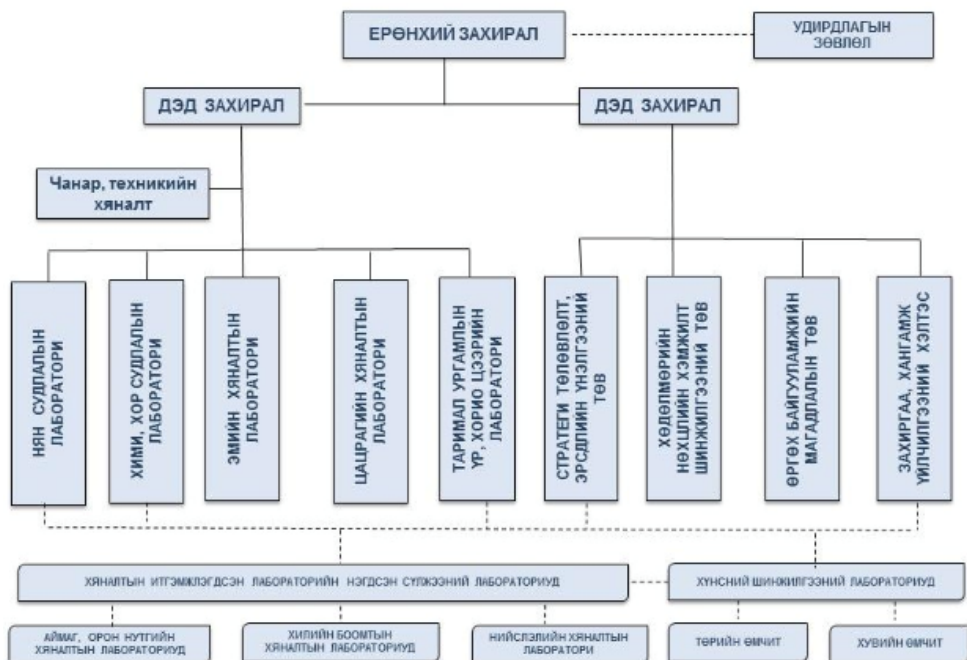 ЕРӨНХИЙ ЗАХИРАЛ
УДИРДЛАГЫН
ЗӨВЛӨЛ
ДЭД ЗАХИРАЛ
ДЭД ЗАХИРАЛ
Чанар, техникийн
хяналт
НЯН СУДЛАЛЫН
ЛАБОРАТОРИ
ХИМИ, ХОР СУДЛАЛЫН
ЛАБОРАТОРИ
ЭМИЙН ХЯНАЛТЫН
ЛАБОРАТОРИ
ЦАЦРАГИЙН ХЯНАЛТЫН
ЛАБОРАТОРИ
ТАРИМАЛ УРГАМЛЫН
ҮР, ХОРИО ЦЭЭРИЙН
ЛАБОРАТОРИ
СТРАТЕГИ ТӨЛӨВЛӨЛТ,
ЭРСДЛИЙН ҮНЭЛГЭЭНИЙ
ТӨВ
ХӨДӨЛМӨРИЙН
НӨХЦЛИЙН ХЭМЖИЛТ
ШИНЖИЛГЭЭНИЙ ТӨВ
ӨРГӨХ БАЙГУУЛАМЖИЙН
МАГАДЛАЛЫН ТӨВ
ЗАХИРГАА, ХАНГАМЖ
ҮЙЛЧИЛГЭЭНИЙ ХЭЛТЭС
ХЯНАЛТЫН ИТГЭМЖЛЭГДСЭН ЛАБОРАТОРИЙН НЭГДСЭН СҮЛЖЭЭНИЙ ЛАБОРАТОРИУД
ХҮНСНИЙ ШИНЖИЛГЭЭНИЙ ЛАБОРАТОРИУД
АЙМАГ, ОРОН НУТГИЙН
ХЯНАЛТЫН ЛАБОРАТОРИУД
ХИЛИЙН БООМТЫН
ХЯНАЛТЫН ЛАБОРАТОРИУД
НИЙСЛЭЛИЙН ХЯНАЛТЫН
ЛАБОРАТОРИ
ТӨРИЙН ӨМЧИТ
ХУВИЙН ӨМЧИТ